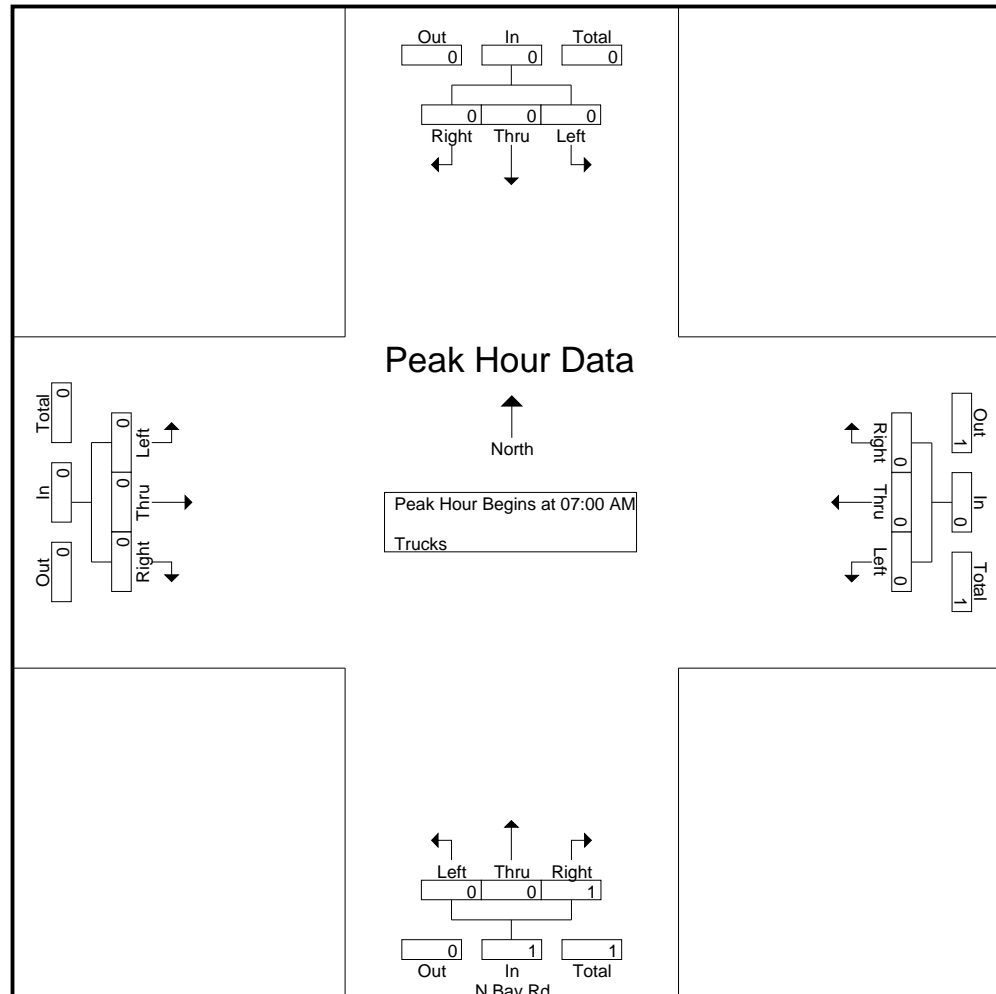 Out In Total
0 0 0
0 0 0
Right Thru Left
Peak Hour Data
North
Peak Hour Begins at 07:00 AM
Trucks
Total In Out
0 0 0
0 0 0
Left Thru Right
Right Thru Left
0 0 0
Out In Total
1 0 1
Left Thru Right
0 0 1
0 1 1
Out In Total
N Bay Rd